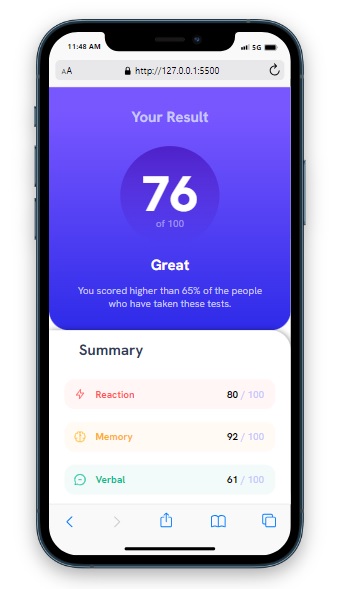 11:48 AM
5G
AA http://127.0.0.1:5500
Your Result
76
of 100
Great
You scored higher than 65% of the people
who have taken these tests.
Summary
Reaction 80 / 100
Memory 92 / 100
Verbal 61 / 100